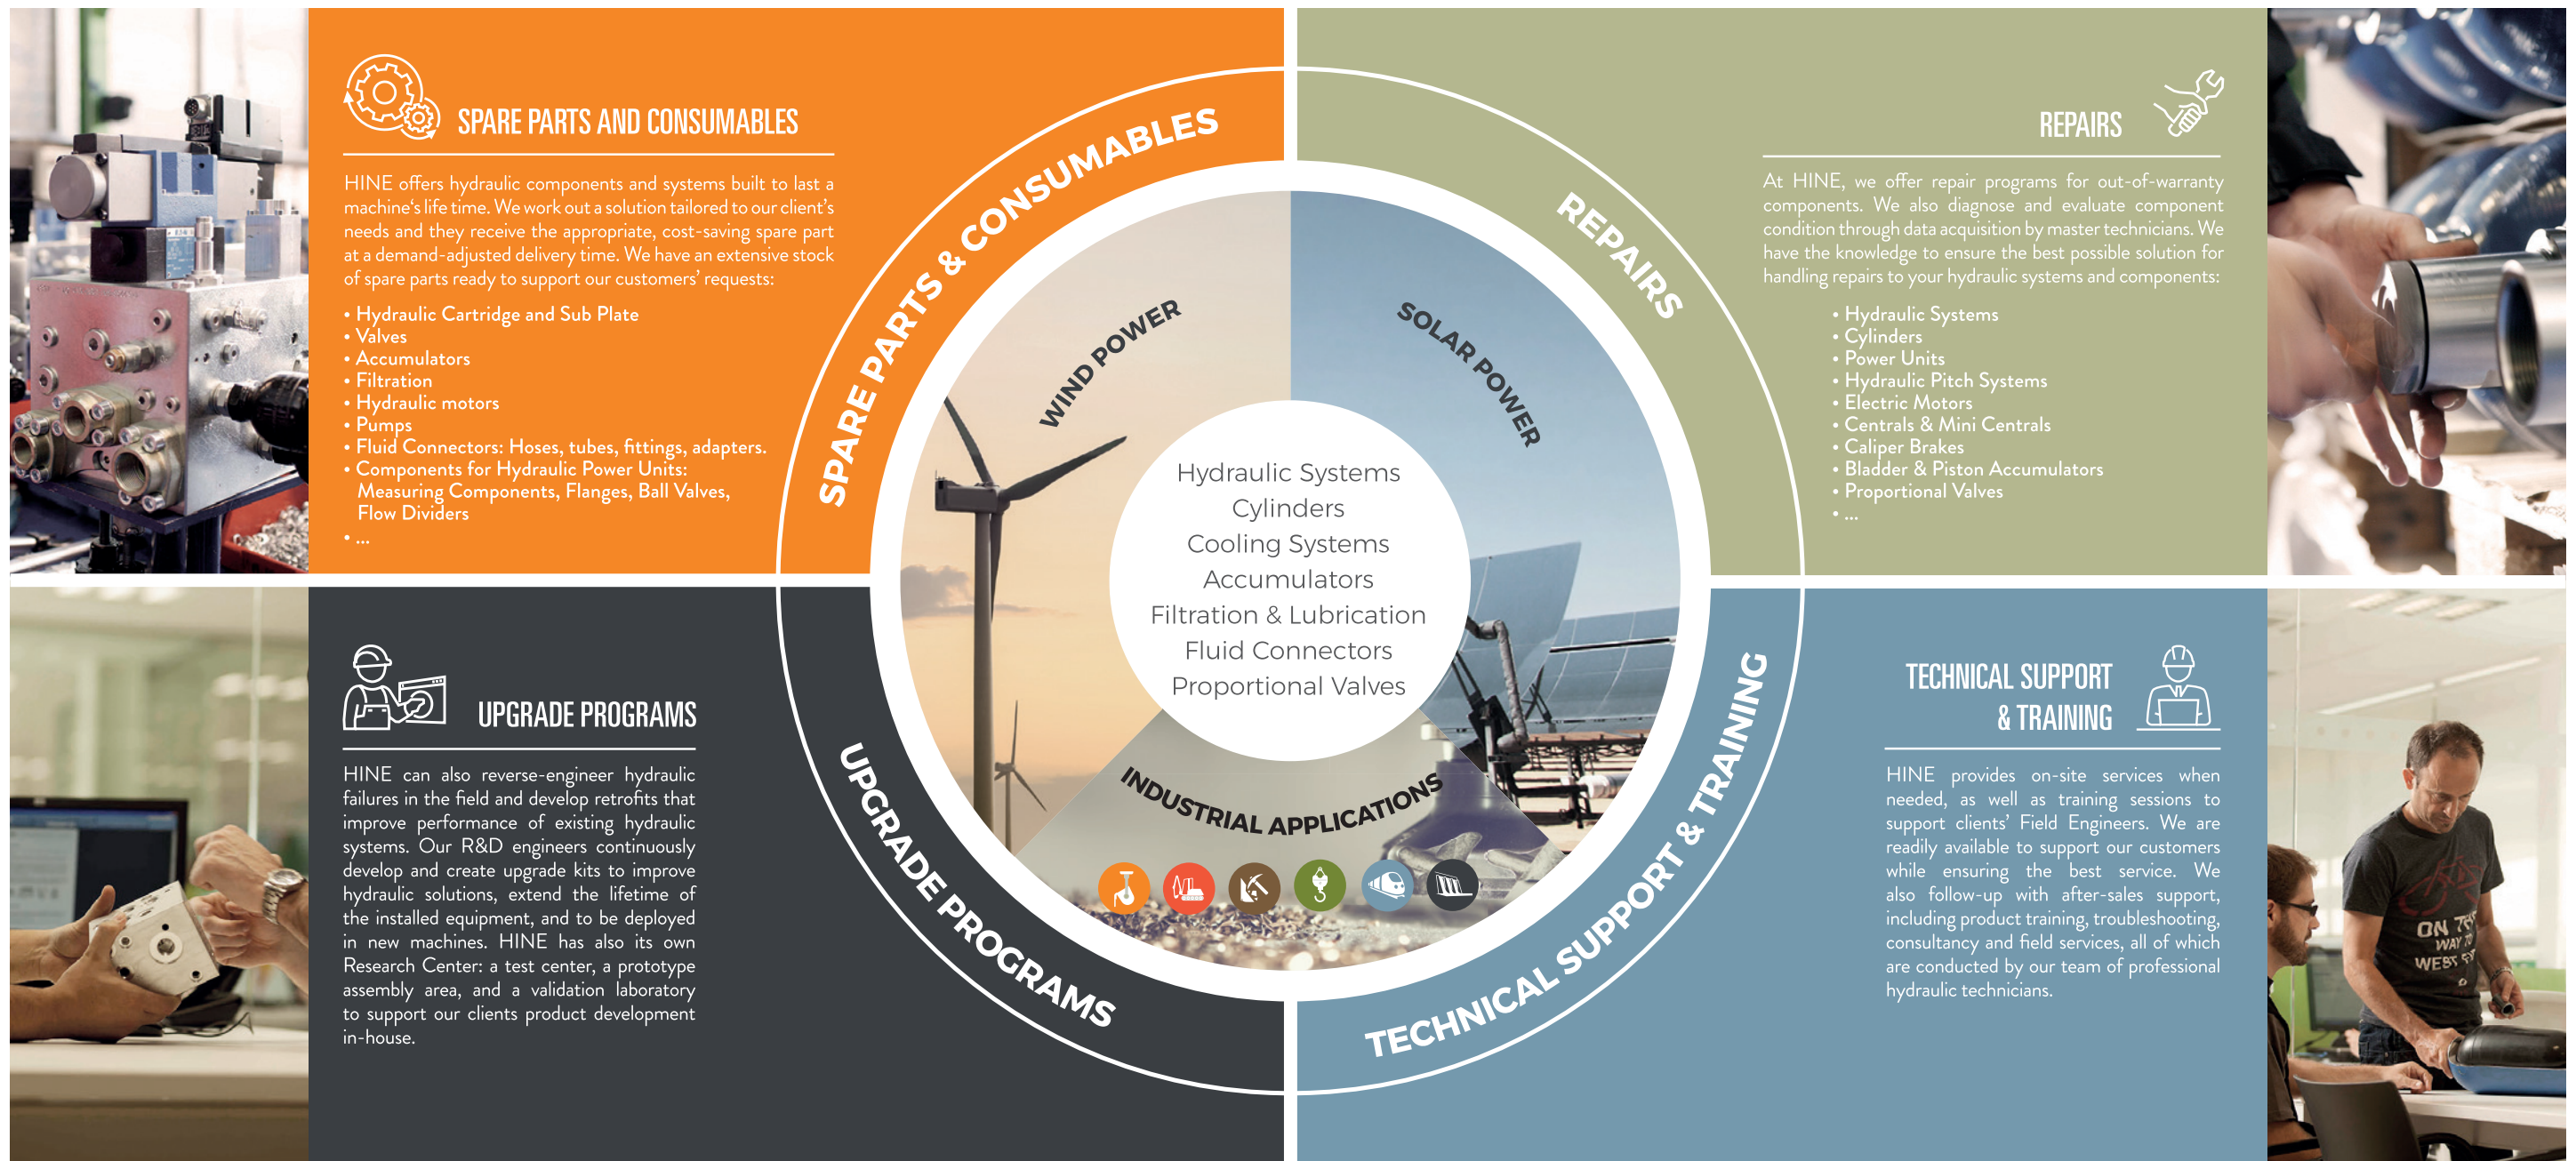 SPARE PARTS AND CONSUMABLES
HINE offers hydraulic components and systems built to last a
machine‘s life time. We work out a solution tailored to our client’s
needs and they receive the appropriate, cost-saving spare part
at a demand-adjusted delivery time. We have an extensive stock
of spare parts ready to support our customers’ requests:
• Hydraulic Cartridge and Sub Plate
• Valves
• Accumulators
• Filtration
• Hydraulic motors
• Pumps
• Fluid Connectors: Hoses, tubes, fittings, adapters.
• Components for Hydraulic Power Units:
Measuring Components, Flanges, Ball Valves,
Flow Dividers
• ...
SPARE PARTS & CONSUMABLES
REPAIRS
REPAIRS
At HINE, we offer repair programs for out-of-warranty
components. We also diagnose and evaluate component
condition through data acquisition by master technicians. We
have the knowledge to ensure the best possible solution for
handling repairs to your hydraulic systems and components:
• Hydraulic Systems
• Cylinders
• Power Units
• Hydraulic Pitch Systems
• Electric Motors
• Centrals & Mini Centrals
• Caliper Brakes
• Bladder & Piston Accumulators
• Proportional Valves
• ...
WIND POWER
SOLAR POWER
Hydraulic Systems
Cylinders
Cooling Systems
Accumulators
Filtration & Lubrication
Fluid Connectors
Proportional Valves
INDUSTRIAL APPLICATIONS
UPGRADE PROGRAMS
HINE can also reverse-engineer hydraulic
failures in the field and develop retrofits that
improve performance of existing hydraulic
systems. Our R&D engineers continuously
develop and create upgrade kits to improve
hydraulic solutions, extend the lifetime of
the installed equipment, and to be deployed
in new machines. HINE has also its own
Research Center: a test center, a prototype
assembly area, and a validation laboratory
to support our clients product development
in-house.
UPGRADE PROGRAMS
TECHNICAL SUPPORT & TRAINING
TECHNICAL SUPPORT
& TRAINING
HINE provides on-site services when
needed, as well as training sessions to
support clients’ Field Engineers. We are
readily available to support our customers
while ensuring the best service. We
also follow-up with after-sales support,
including product training, troubleshooting,
consultancy and field services, all of which
are conducted by our team of professional
hydraulic technicians.
ON
WAY TO